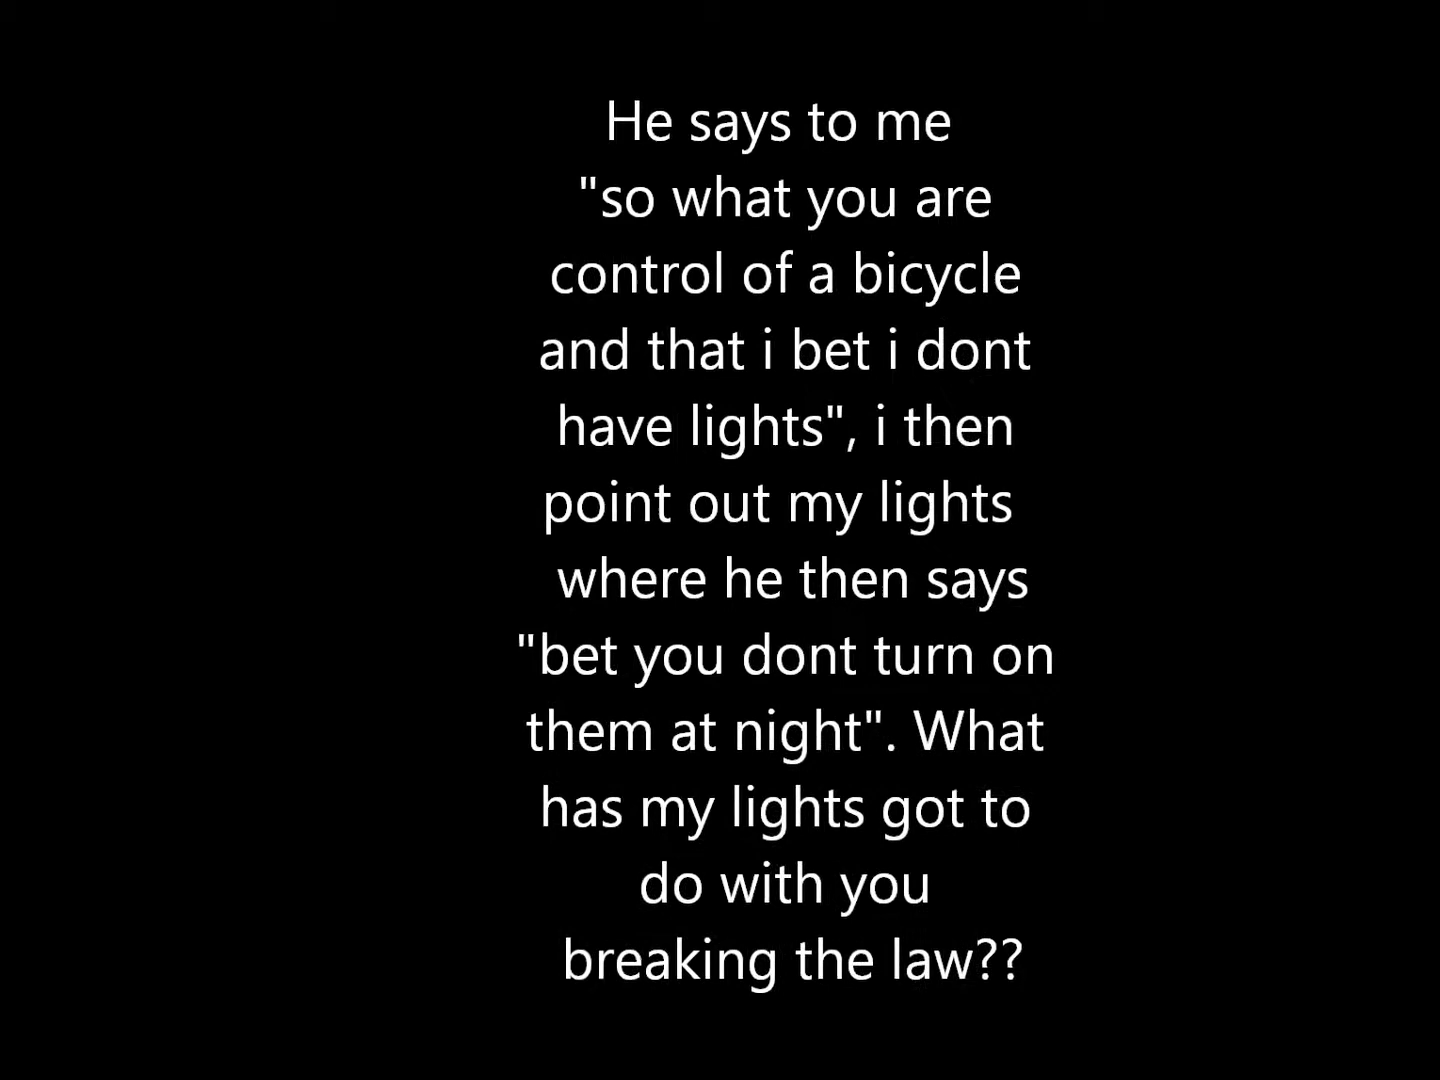 He says to me
"so what you are
control of a bicycle
and that i bet i dont
have lights", i then
point out my lights
where he then says
"bet you dont turn on
them at night". What
has my lights got to
do with you
breaking the law??